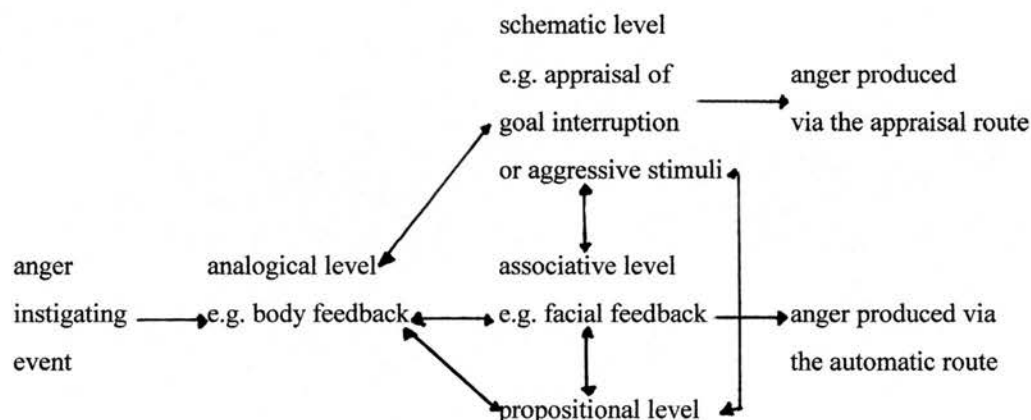 schematic level
e.g. appraisal of
goal interruption
or aggressive stimuli
anger produced
via the appraisal route
anger
instigating
event
analogical level
e.g. body feedback
associative level
e.g. facial feedback
anger produced via
the automatic route
propositional level